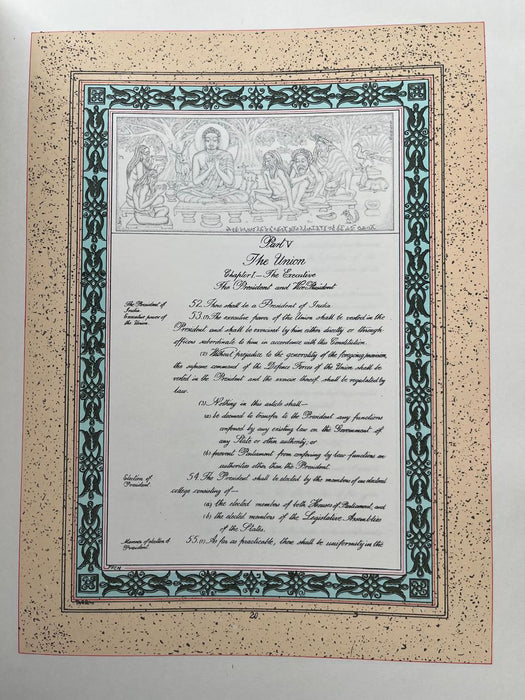 Part V
The Union
Chapter I — The Executive
The President and Vice-President
The President of
India
52. There shall be a President of India.
Executive power of
the Union
53. (1) The executive power of the Union shall be vested in the
President and shall be exercised by him either directly or through
officers subordinate to him in accordance with this Constitution.
(2) Without prejudice to the generality of the foregoing provision,
the supreme command of the Defence Forces of the Union shall be
vested in the President and the exercise thereof shall be regulated by
law.
(3) Nothing in this article shall—
(a) be deemed to transfer to the President any functions
conferred by any existing law on the Government of
any State or other authority; or
(b) prevent Parliament from conferring by law functions on
authorities other than the President.
Election of
President
54. The President shall be elected by the members of an electoral
college consisting of—
(a) the elected members of both Houses of Parliament; and
(b) the elected members of the Legislative Assemblies
of the States.
Manner of election of
President
55. (1) As far as practicable, there shall be uniformity in the
20